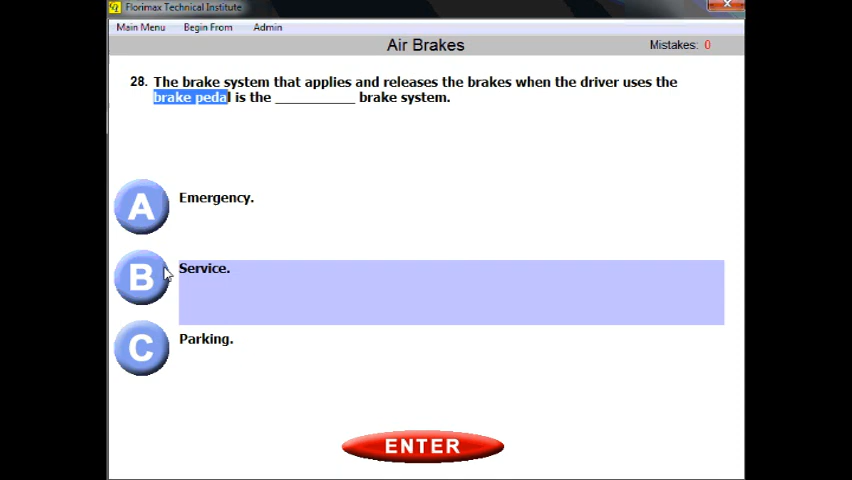 Florimax Technical Institute
Main Menu Begin From Admin
Air Brakes Mistakes: 0
28. The brake system that applies and releases the brakes when the driver uses the
brake pedal is the ___________ brake system.
A Emergency.
B Service.
C Parking.
ENTER